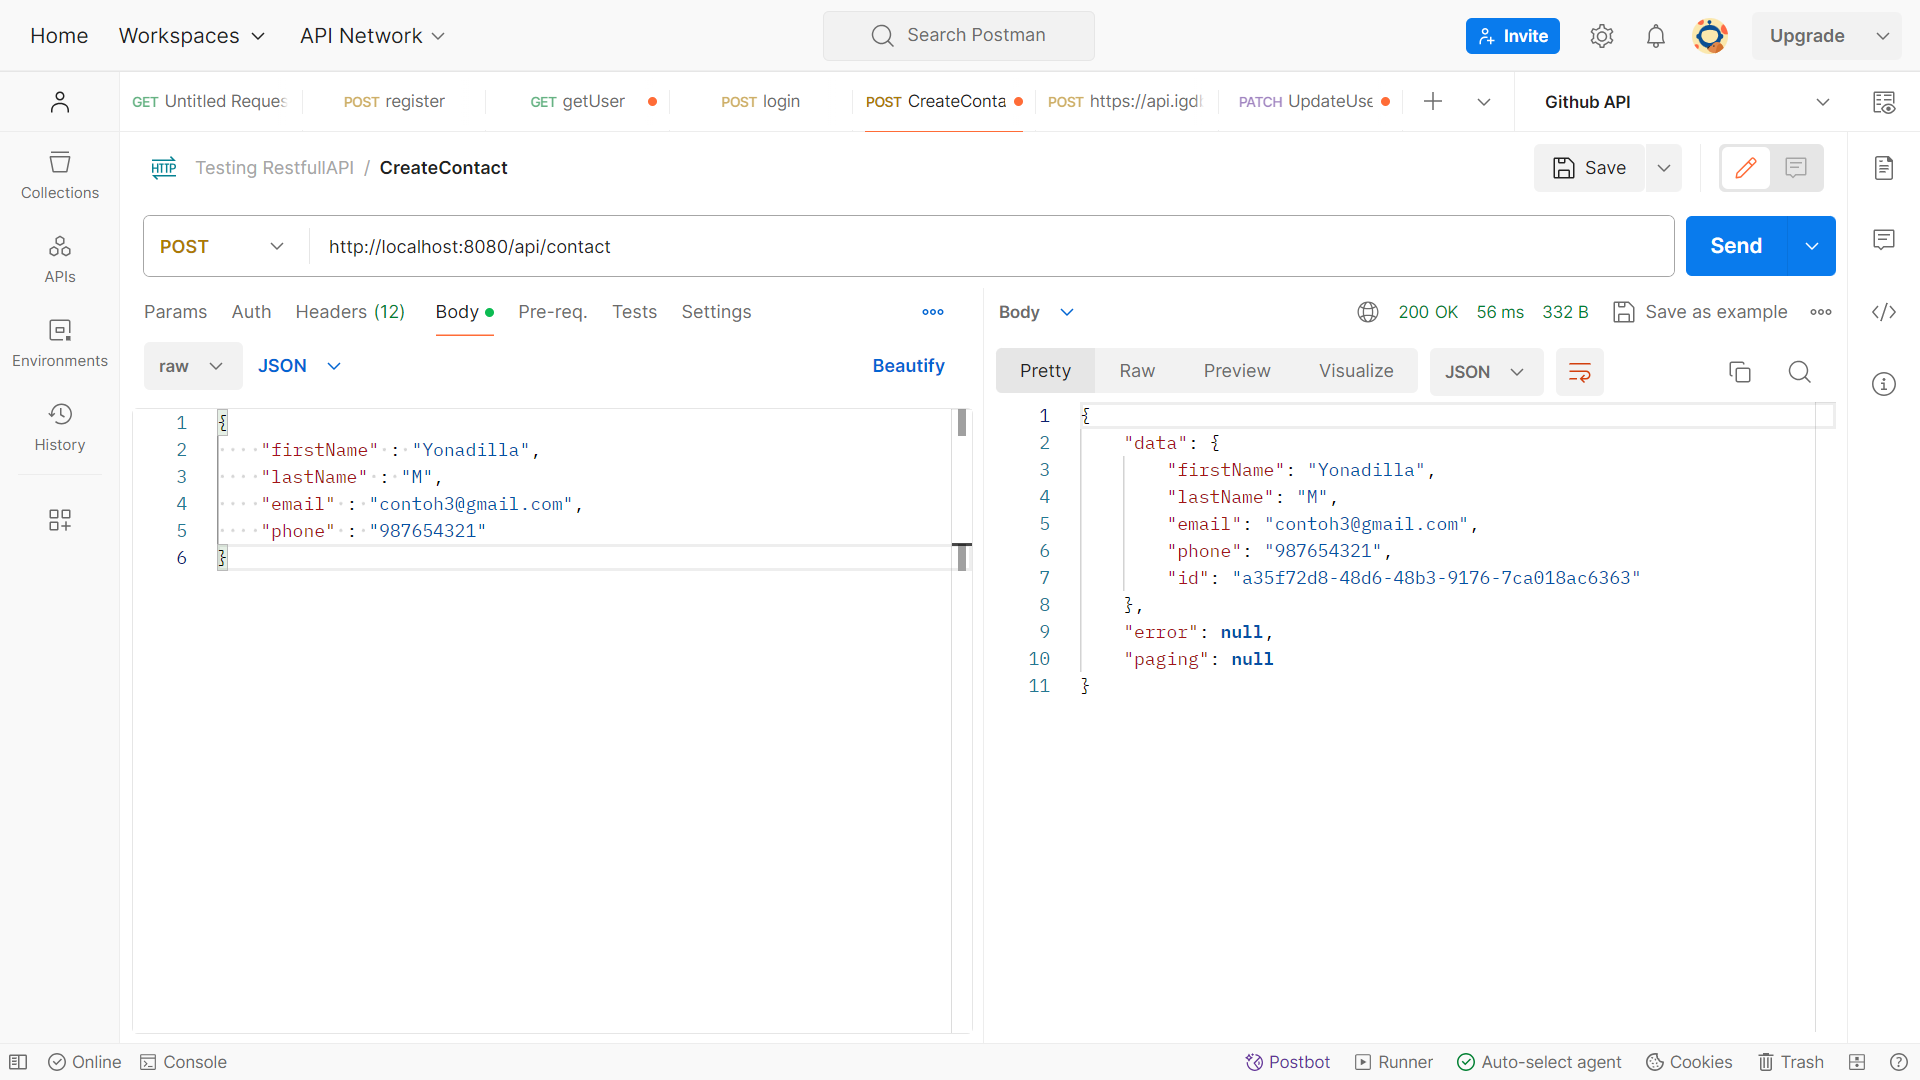 Home Workspaces API Network Search Postman Invite Upgrade
GET Untitled Reques POST register GET getUser POST login POST CreateConta POST https://api.igdl PATCH UpdateUse Github API
HTTP Testing RestfullAPI / CreateContact Save
Collections
POST http://localhost:8080/api/contact Send
APIs
Params Auth Headers (12) Body Pre-req. Tests Settings
Body 200 OK 56 ms 332 B Save as example
Environments
raw JSON Beautify
Pretty Raw Preview Visualize JSON
History
1 {
2 "firstName" : "Yonadilla",
3 "lastName" : "M",
4 "email" : "contoh3@gmail.com",
5 "phone" : "987654321"
6 }
1 {
2 "data": {
3 "firstName": "Yonadilla",
4 "lastName": "M",
5 "email": "contoh3@gmail.com",
6 "phone": "987654321",
7 "id": "a35f72d8-48d6-48b3-9176-7ca018ac6363"
8 },
9 "error": null,
10 "paging": null
11 }
Online Console Postbot Runner Auto-select agent Cookies Trash